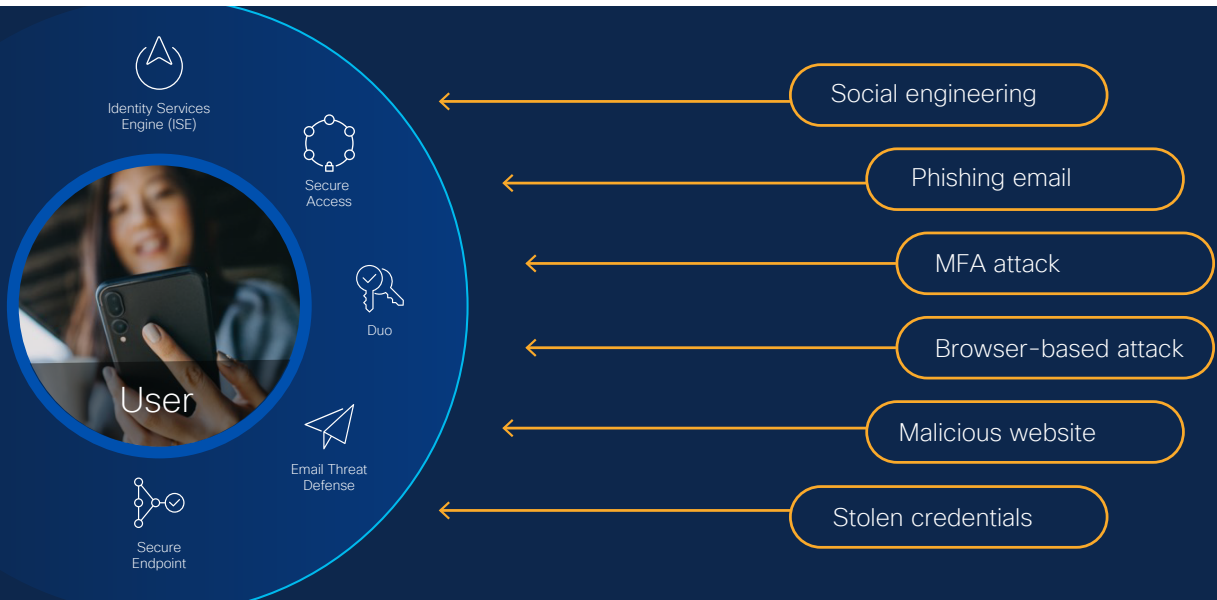 Identity Services
Engine (ISE)
Secure
Access
Duo
Email Threat
Defense
Secure
Endpoint
User
Social engineering
Phishing email
MFA attack
Browser-based attack
Malicious website
Stolen credentials